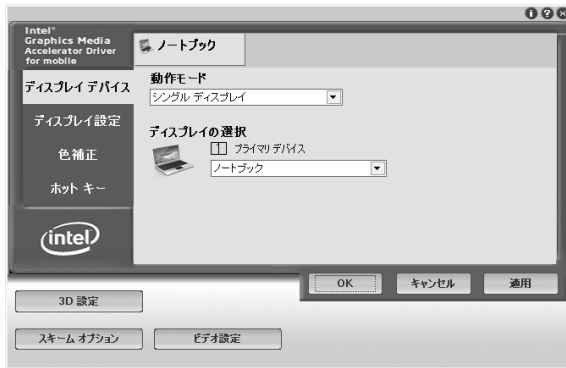 Intel®
Graphics Media
Accelerator Driver
for mobile
ノートブック
ディスプレイ デバイス
ディスプレイ設定
色補正
ホット キー
intel
動作モード
シングル ディスプレイ
ディスプレイの選択
1 プライマリ デバイス
ノートブック
OK
キャンセル
適用
3D 設定
スキーム オプション
ビデオ設定